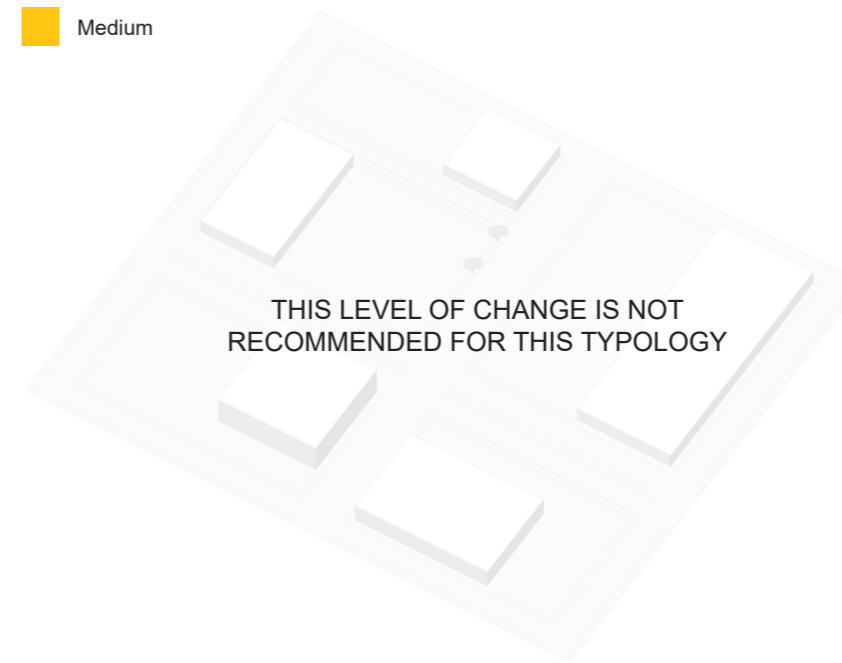 Medium
THIS LEVEL OF CHANGE IS NOT
RECOMMENDED FOR THIS TYPOLOGY